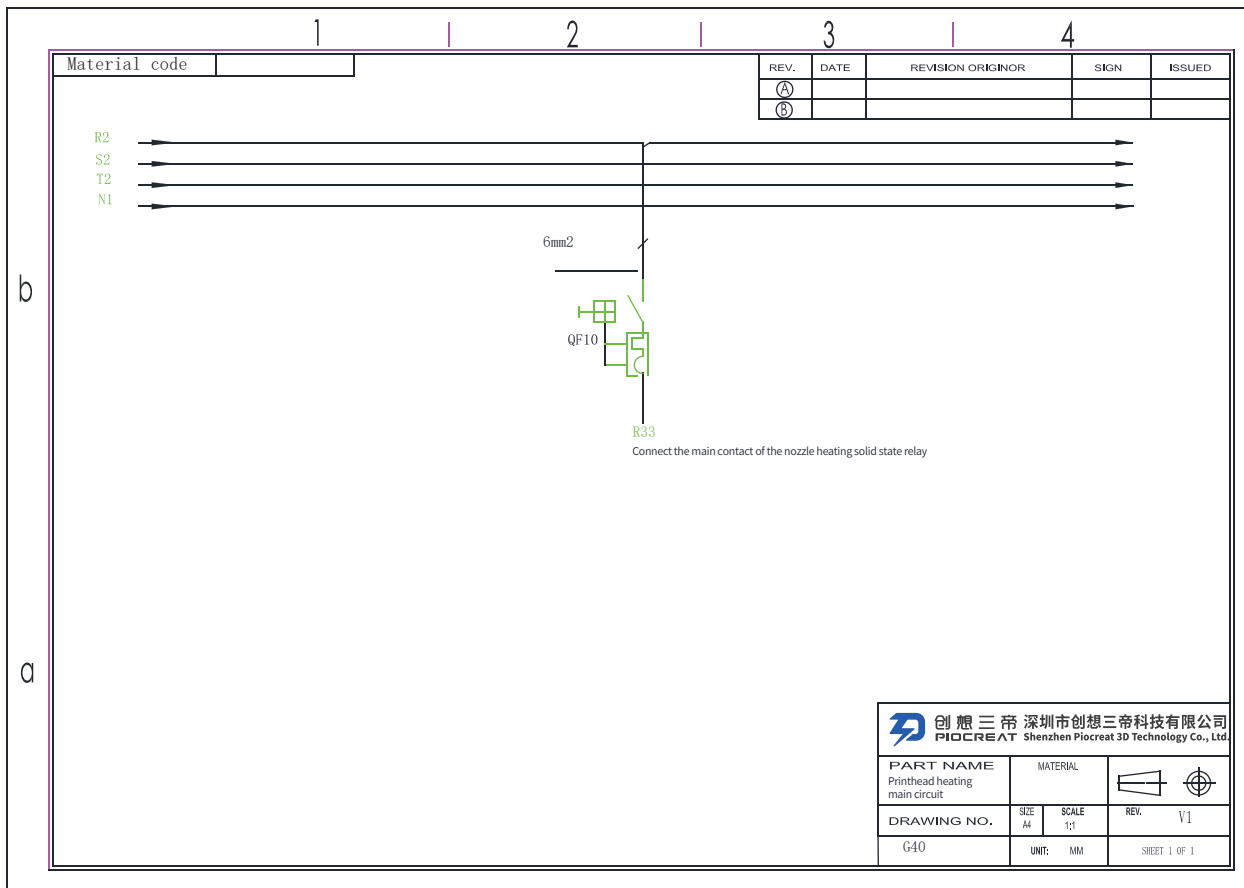 1 2 3 4
Material code
REV. DATE REVISION ORIGINOR SIGN ISSUED
A
B
R2
S2
T2
N1
6mm2
b
QF10
R33
Connect the main contact of the nozzle heating solid state relay
a
创想三帝 深圳市创想三帝科技有限公司
PIOCREAT Shenzhen Piocreat 3D Technology Co., Ltd.
PART NAME MATERIAL
Printhead heating
main circuit
DRAWING NO. SIZE SCALE REV. V1
A4 1:1
G40 UNIT: MM SHEET 1 OF 1